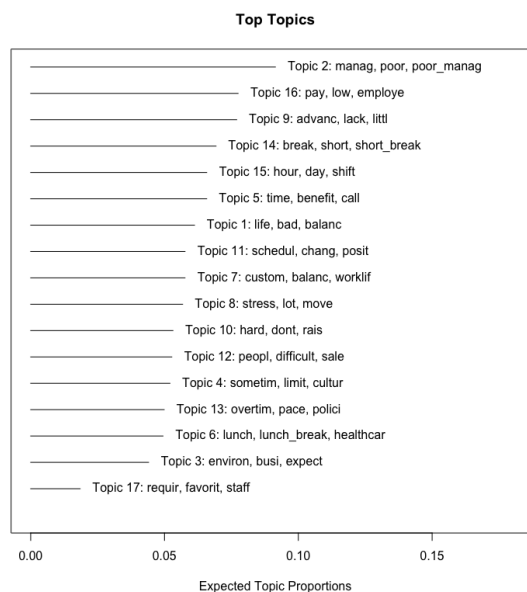 Top Topics
Topic 2: manag, poor, poor_manag
Topic 16: pay, low, employe
Topic 9: advanc, lack, littl
Topic 14: break, short, short_break
Topic 15: hour, day, shift
Topic 5: time, benefit, call
Topic 1: life, bad, balanc
Topic 11: schedul, chang, posit
Topic 7: custom, balanc, worklif
Topic 8: stress, lot, move
Topic 10: hard, dont, rais
Topic 12: peopl, difficult, sale
Topic 4: sometim, limit, cultur
Topic 13: overtim, pace, polici
Topic 6: lunch, lunch_break, healthcar
Topic 3: environ, busi, expect
Topic 17: requir, favorit, staff
0.00 0.05 0.10 0.15
Expected Topic Proportions